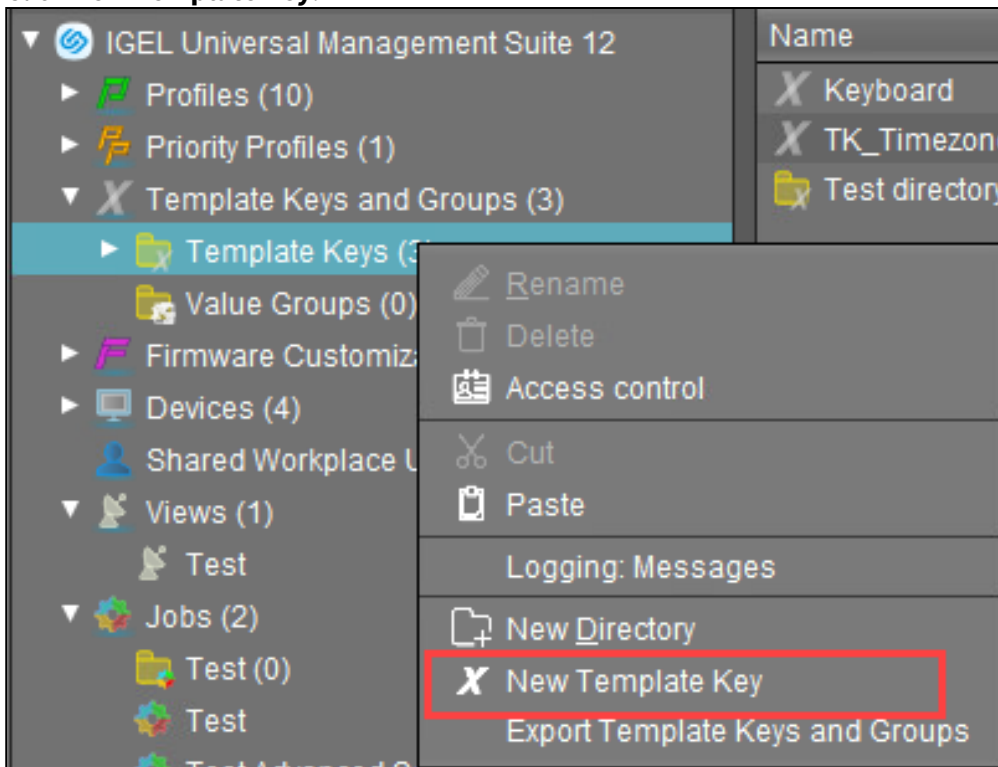 IGEL Universal Management Suite 12
Profiles (10)
Priority Profiles (1)
Template Keys and Groups (3)
Template Keys (3)
Value Groups (0)
Firmware
Devices (4)
Shared Workplace
Views (1)
Test
Jobs (2)
Test (0)
Test
Name
Keyboard
Test directory
Rename
Delete
Access control
Cut
Paste
Logging: Messages
New Directory
New Template Key
Export Template Keys and Groups